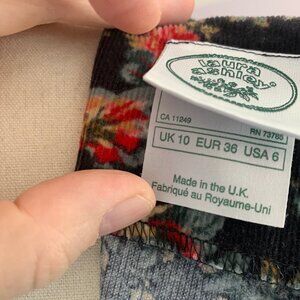 laura
ashley
CA 11249 RN 73785
UK 10 EUR 36 USA 6
Made in the U.K.
Fabriqué au Royaume-Uni